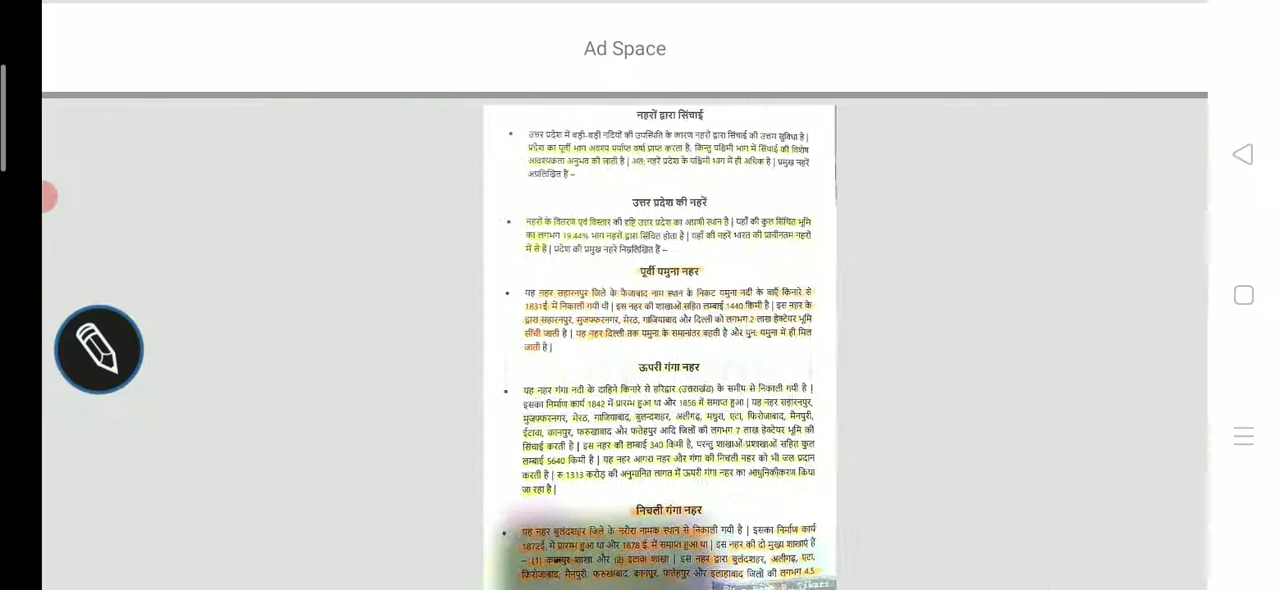 Ad Space
नहरों द्वारा सिंचाई
उत्तर प्रदेश में बड़ी-बड़ी नदियों की उपस्थिति के कारण नहरों द्वारा सिंचाई की उत्तम सुविधा है |
प्रदेश का पूर्वी भाग अवश्य पर्याप्त वर्षा प्राप्त करता है, किन्तु पश्चिमी भाग में सिंचाई की विशेष
आवश्यकता अनुभव की जाती है | अत: नहरें प्रदेश के पश्चिमी भाग में ही अधिक है | प्रमुख नहरें
अग्रलिखित हैं –
उत्तर प्रदेश की नहरें
नहरों के वितरण एवं विस्तार की दृष्टि उत्तर प्रदेश का अग्रणी स्थान है | यहाँ की कुल सिंचित भूमि
का लगभग 19.44% भाग नहरों द्वारा सिंचित होता है | यहाँ की नहरें भारत की प्राचीनतम नहरों
में से हैं | प्रदेश की प्रमुख नहरे निम्नलिखित हैं –
पूर्वी यमुना नहर
यह नहर सहारनपुर जिले के फैजाबाद नाम स्थान के निकट यमुना नदी के बाएँ किनारे से
1831ई. में निकाली गयी थी | इस नहर की शाखाओं सहित लम्बाई 1440 किमी है | इस नहर के
द्वारा सहारनपुर, मुजफ्फरनगर, मेरठ, गाजियाबाद और दिल्ली को लगभग 2 लाख हेक्टेयर भूमि
सींची जाती है | यह नहर दिल्ली तक यमुना के समानांतर बहती है और पुन: यमुना में ही मिल
जाती है |
ऊपरी गंगा नहर
यह नहर गंगा नदी के दाहिने किनारे से हरिद्वार (उत्तराखंड) के समीप से निकाली गयी है |
इसका निर्माण कार्य 1842 में प्रारम्भ हुआ था और 1856 में समाप्त हुआ | यह नहर सहारनपुर,
मुजफ्फरनगर, मेरठ, गाजियाबाद, बुलन्दशहर, अलीगढ़, मथुरा, एटा, फिरोजाबाद, मैनपुरी,
ईटावा, कानपुर, फरुखाबाद और फतेहपुर आदि जिलों की लगभग 7 लाख हेक्टेयर भूमि की
सिंचाई करती है | इस नहर की लम्बाई 340 किमी है, परन्तु शाखाओं प्रशाखाओं सहित कुल
लम्बाई 5640 किमी है | यह नहर आगरा नहर और गंगा की निचली नहर को भी जल प्रदान
करती है | रु 1313 करोड़ की अनुमानित लागत में ऊपरी गंगा नहर का आधुनिकीकरण किया
जा रहा है |
निचली गंगा नहर
यह नहर बुलंदशहर जिले के नरोरा नामक स्थान से निकाली गयी है | इसका निर्माण कार्य
1872ई. में प्रारम्भ हुआ था और 1878 ई. में समाप्त हुआ था | इस नहर की दो मुख्य शाखाएं हैं
– (1) कानपुर शाखा और (2) इटावा शाखा | इस नहर द्वारा बुलंदशहर, अलीगढ़, एटा,
फ़िरोजाबाद, मैनपुरी, फरुखाबाद, कानपुर, फतेहपुर और इलाहाबाद जिलों की लगभग 4.5